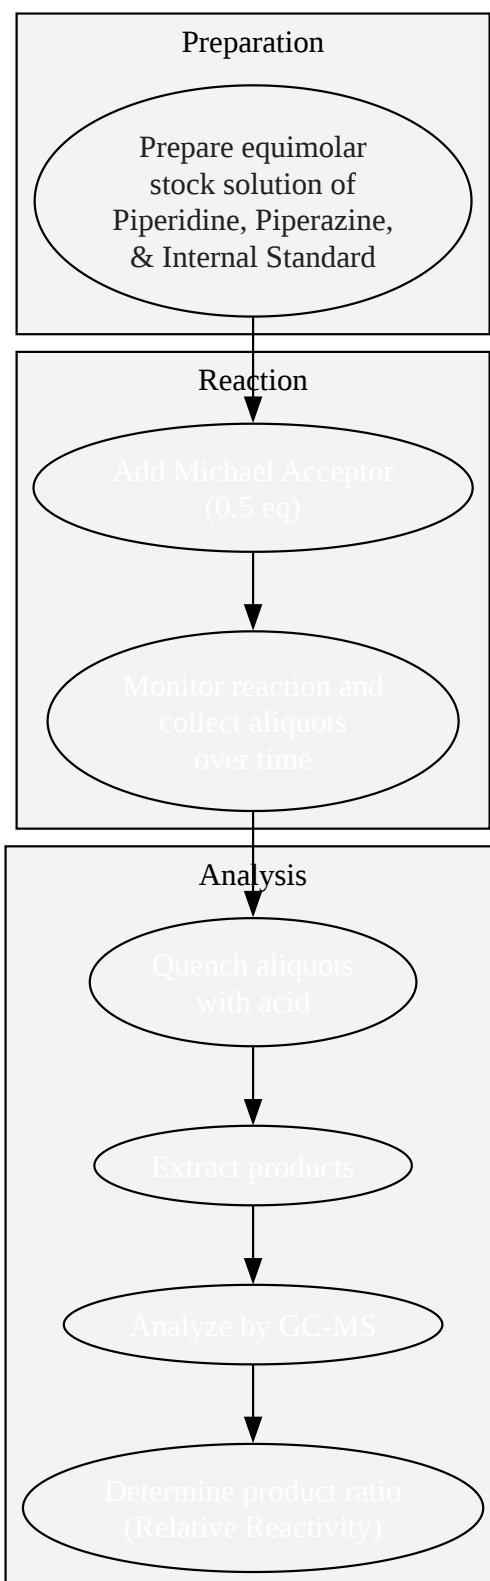 Preparation
Prepare equimolar
stock solution of
Piperidine, Piperazine,
& Internal Standard
Reaction
Add Michael Acceptor
(0.5 eq)
Monitor reaction and
collect aliquots
over time
Analysis
Quench aliquots
with acid
Extract products
Analyze by GC-MS
Determine product ratio
(Relative Reactivity)